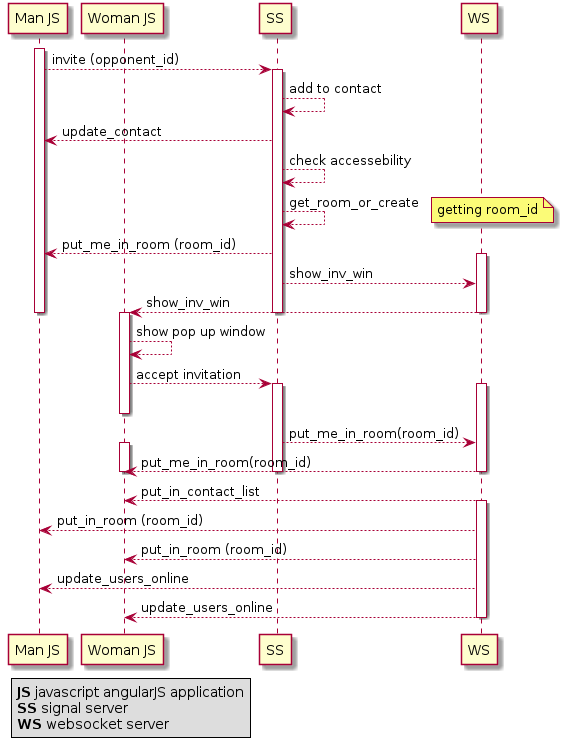 Man JS
Woman JS
SS
WS
invite (opponent_id)
add to contact
update_contact
check accessebility
get_room_or_create
getting room_id
put_me_in_room (room_id)
show_inv_win
show_inv_win
show pop up window
accept invitation
put_me_in_room(room_id)
put_me_in_room(room_id)
put_in_contact_list
put_in_room (room_id)
put_in_room (room_id)
update_users_online
update_users_online
Man JS
Woman JS
SS
WS
JS javascript angularJS application
SS signal server
WS websocket server